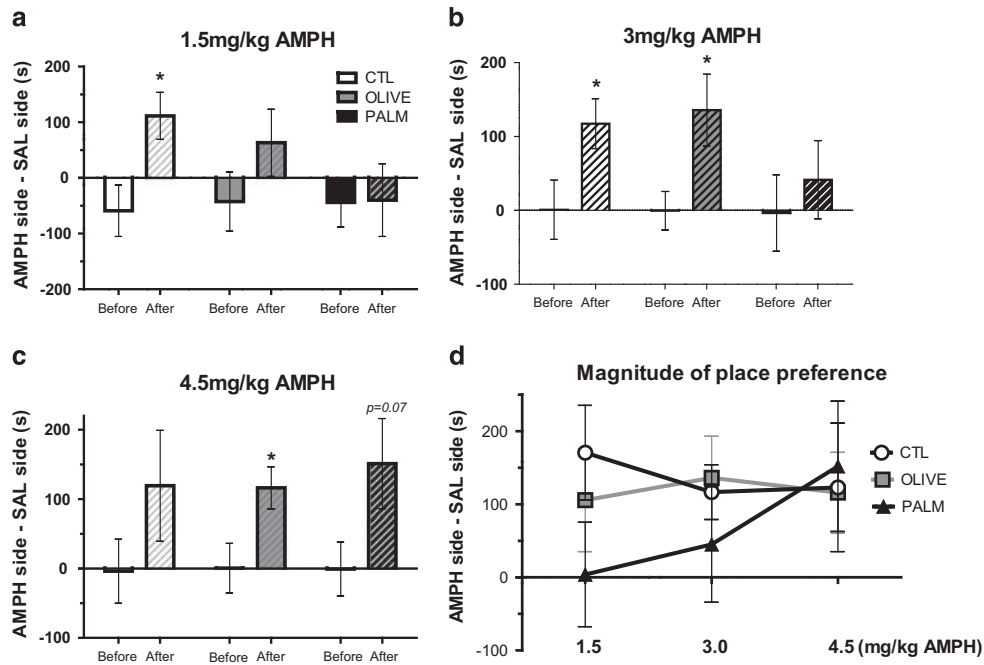 a
1.5mg/kg AMPH
AMPH side - SAL side (s)
200
100
0
-100
-200
CTL
OLIVE
PALM
*
Before After Before After Before After
b
3mg/kg AMPH
AMPH side - SAL side (s)
200
100
0
-100
* *
Before After Before After Before After
c
4.5mg/kg AMPH
AMPH side - SAL side (s)
200
100
0
-100
*
p=0.07
Before After Before After Before After
d
Magnitude of place preference
AMPH side - SAL side (s)
200
100
0
-100
CTL
OLIVE
PALM
1.5 3.0 4.5 (mg/kg AMPH)